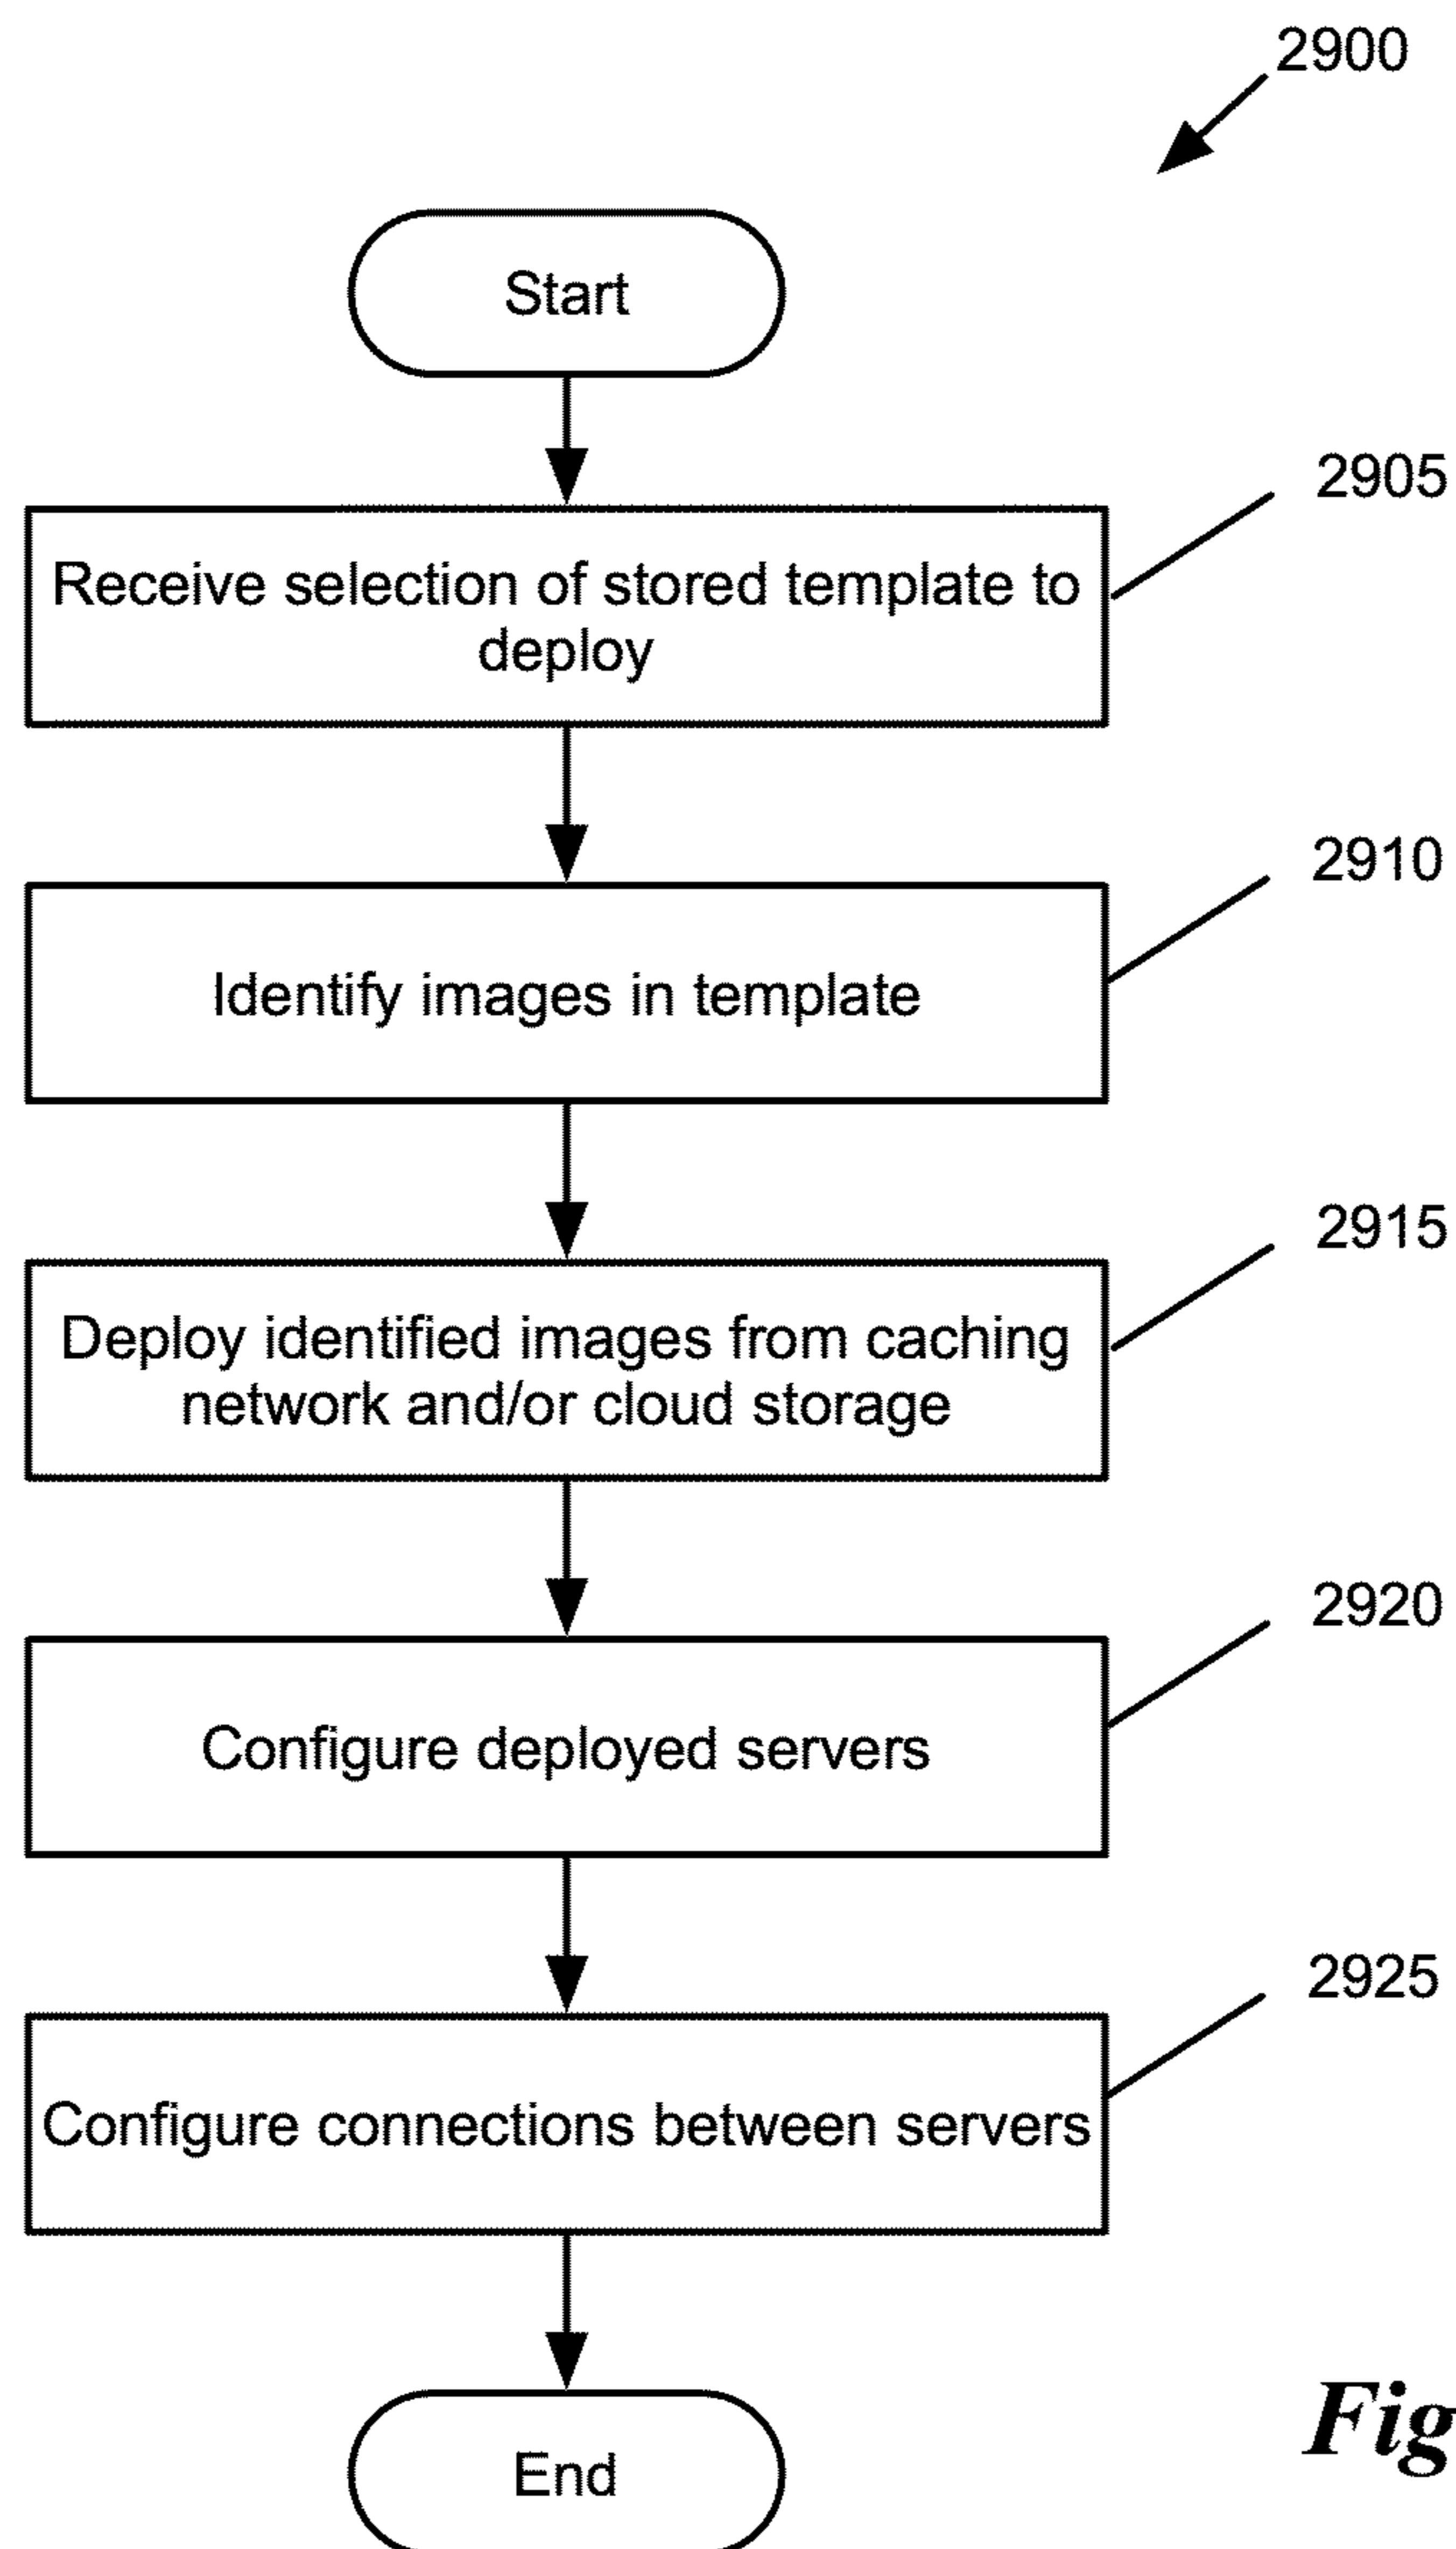 2900
Start
2905
Receive selection of stored template to
deploy
2910
Identify images in template
2915
Deploy identified images from caching
network and/or cloud storage
2920
Configure deployed servers
2925
Configure connections between servers
Fig
End